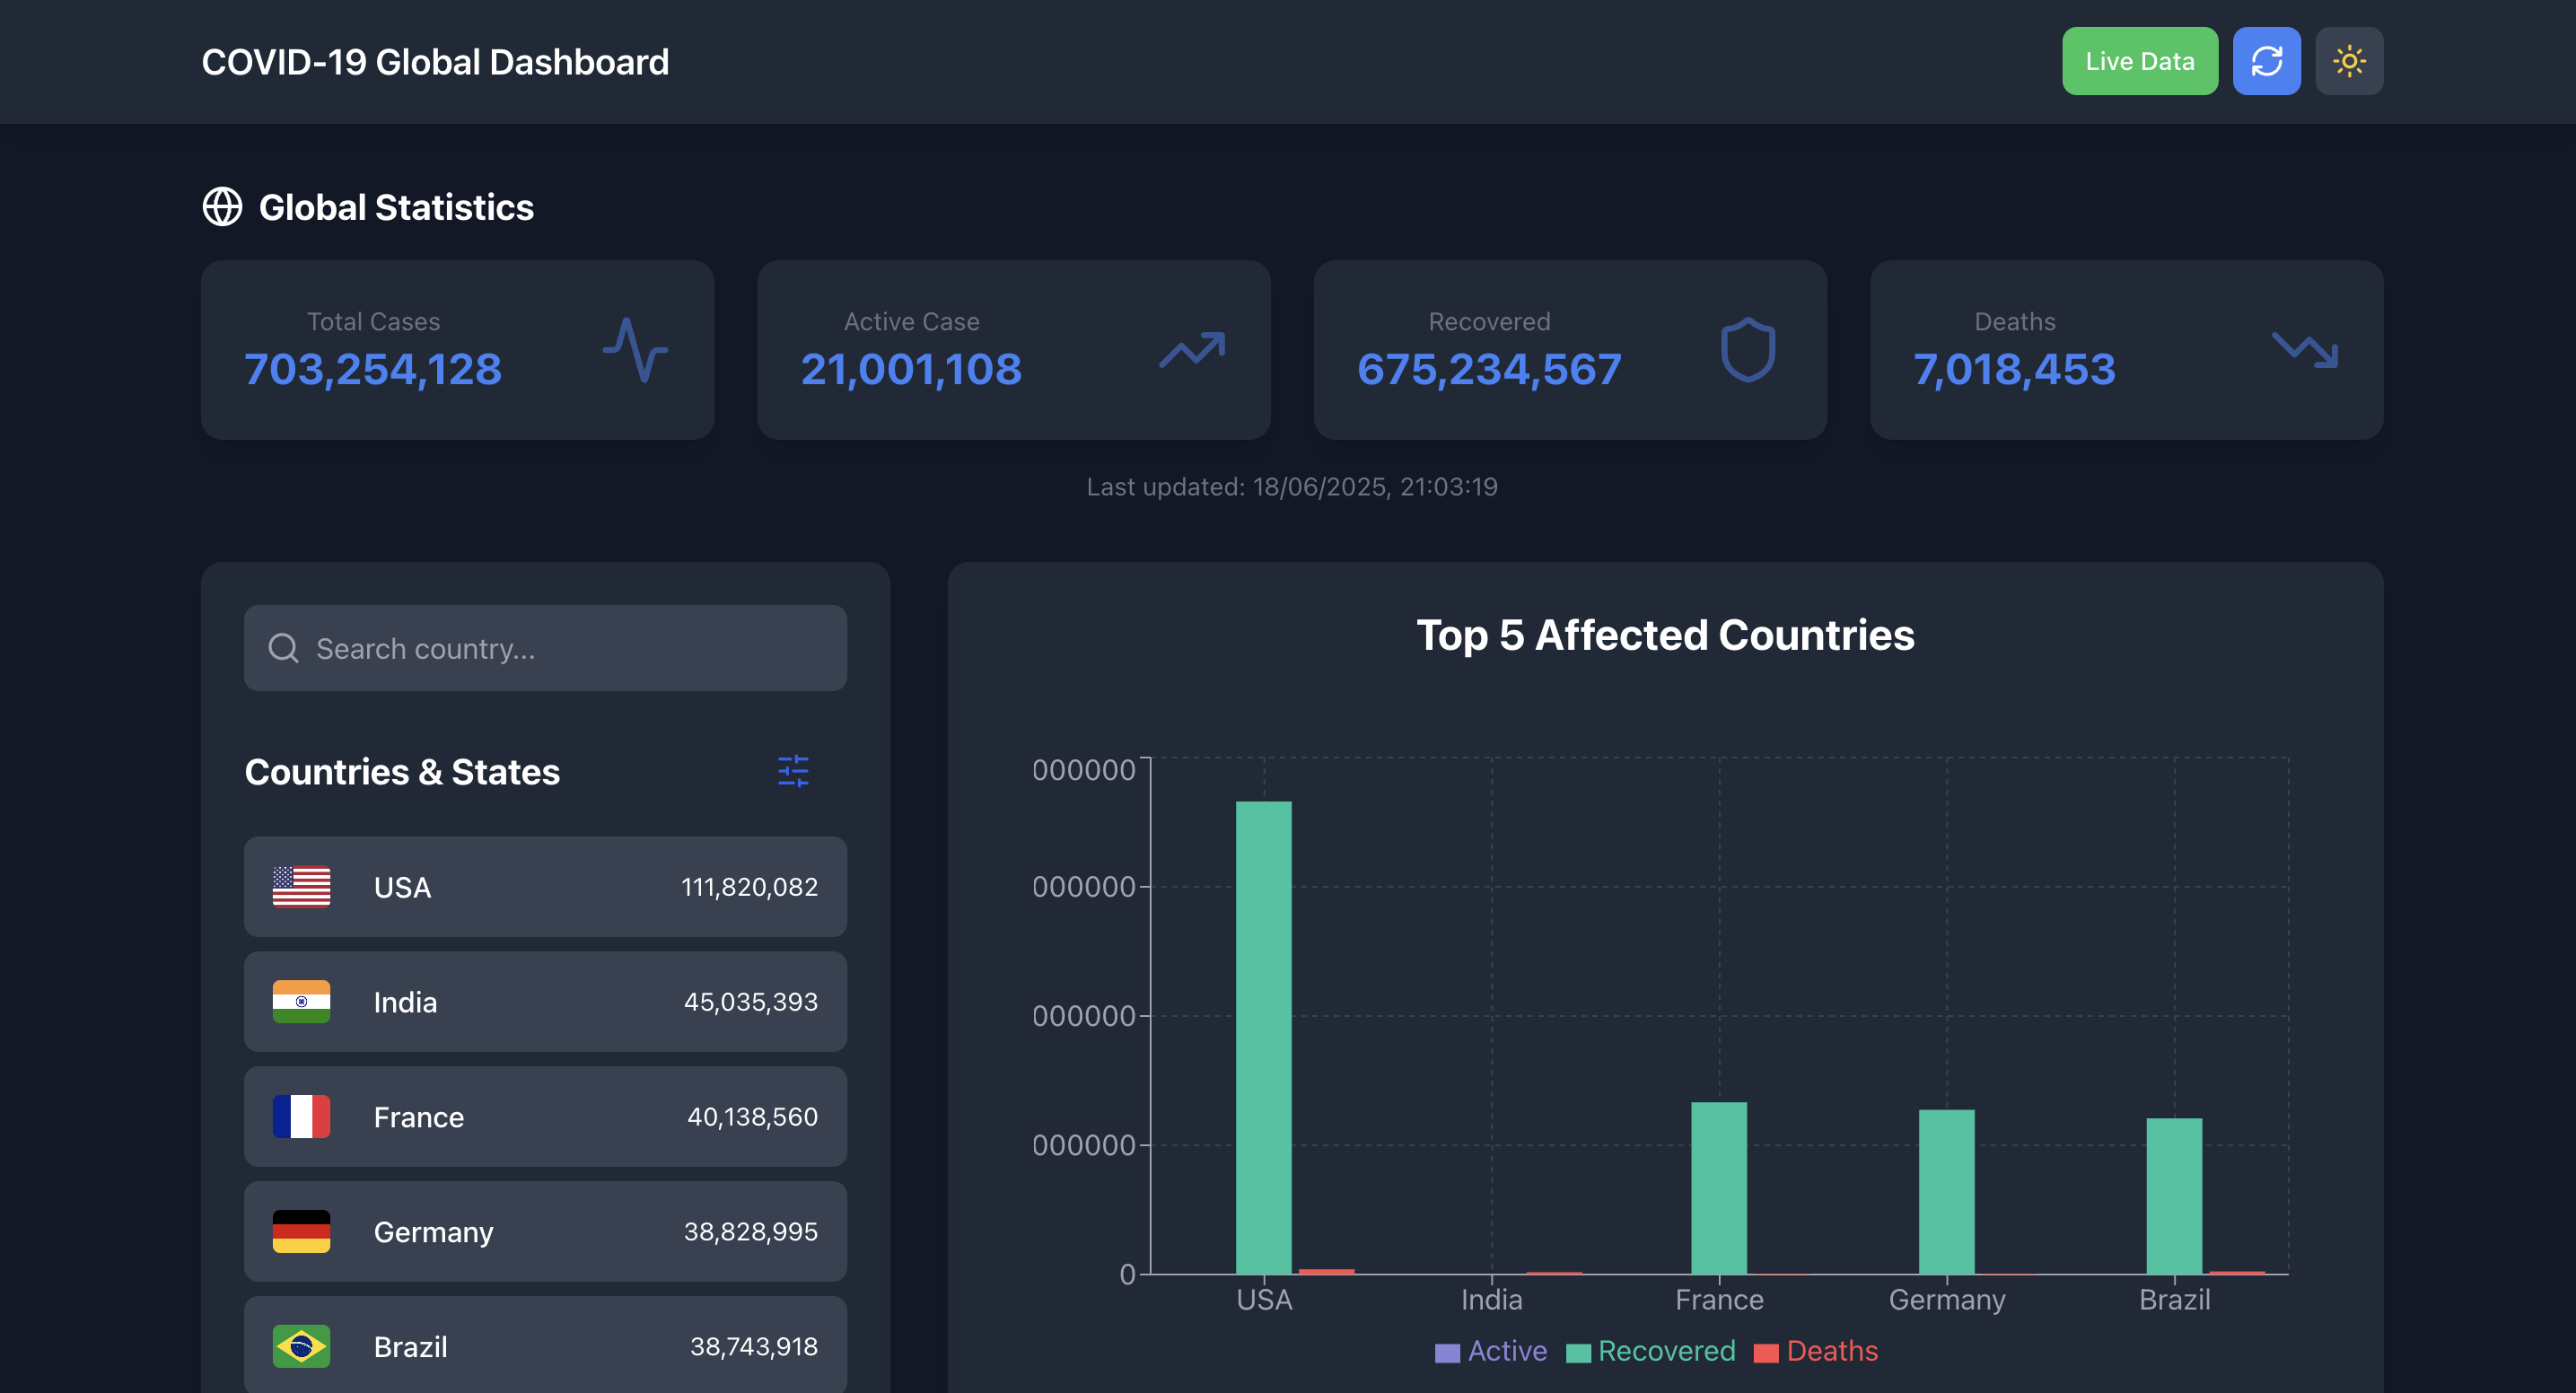 COVID-19 Global Dashboard
Live Data
Global Statistics
Total Cases
703,254,128
Active Case
21,001,108
Recovered
675,234,567
Deaths
7,018,453
Last updated: 18/06/2025, 21:03:19
Search country...
Countries & States
USA 111,820,082
India 45,035,393
France 40,138,560
Germany 38,828,995
Brazil 38,743,918
Top 5 Affected Countries
000000
000000
000000
000000
0
USA India France Germany Brazil
Active Recovered Deaths